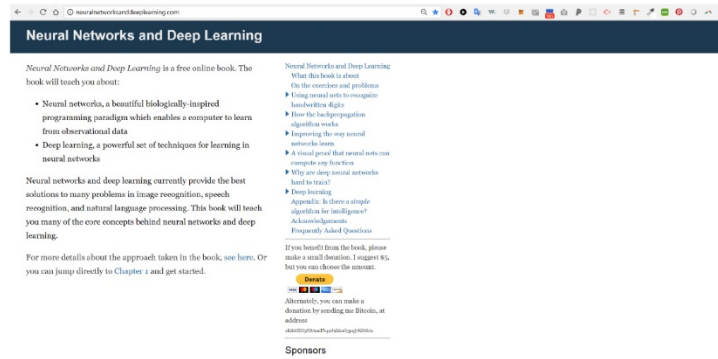 neuralnetworksanddeeplearning.com
Neural Networks and Deep Learning
Neural Networks and Deep Learning is a free online book. The
book will teach you about:
• Neural networks, a beautiful biologically-inspired
programming paradigm which enables a computer to learn
from observational data
• Deep learning, a powerful set of techniques for learning in
neural networks
Neural networks and deep learning currently provide the best
solutions to many problems in image recognition, speech
recognition, and natural language processing. This book will teach
you many of the core concepts behind neural networks and deep
learning.
For more details about the approach taken in the book, see here. Or
you can jump directly to Chapter 1 and get started.
Neural Networks and Deep Learning
What this book is about
On the exercises and problems
Using neural nets to recognize
handwritten digits
How the backpropagation
algorithm works
Improving the way neural
networks learn
A visual proof that neural nets can
compute any function
Why are deep neural networks
hard to train?
Deep learning
Appendix: Is there a simple
algorithm for intelligence?
Acknowledgements
Frequently Asked Questions
If you benefit from the book, please
make a small donation. I suggest $5,
but you can choose the amount.
Donate
Alternately, you can make a
donation by sending me Bitcoin, at
address
Sponsors